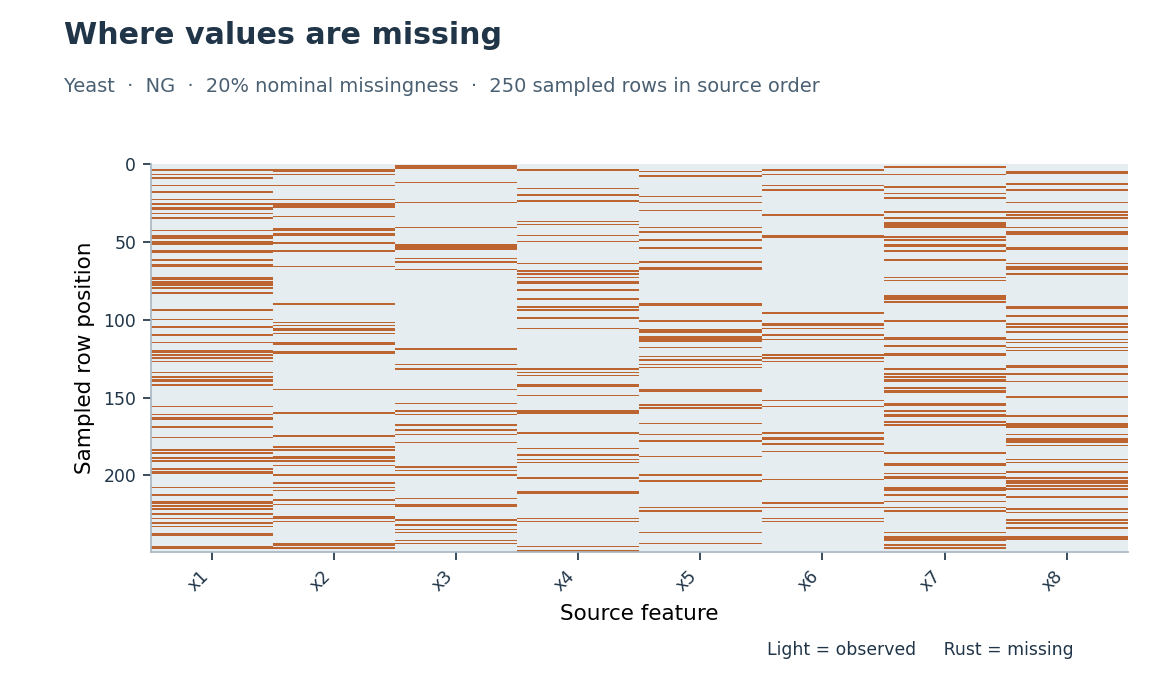 Where values are missing
Yeast · NG · 20% nominal missingness · 250 sampled rows in source order
0
50
100
150
200
Sampled row position
x1 x2 x3 x4 x5 x6 x7 x8
Source feature
Light = observed Rust = missing